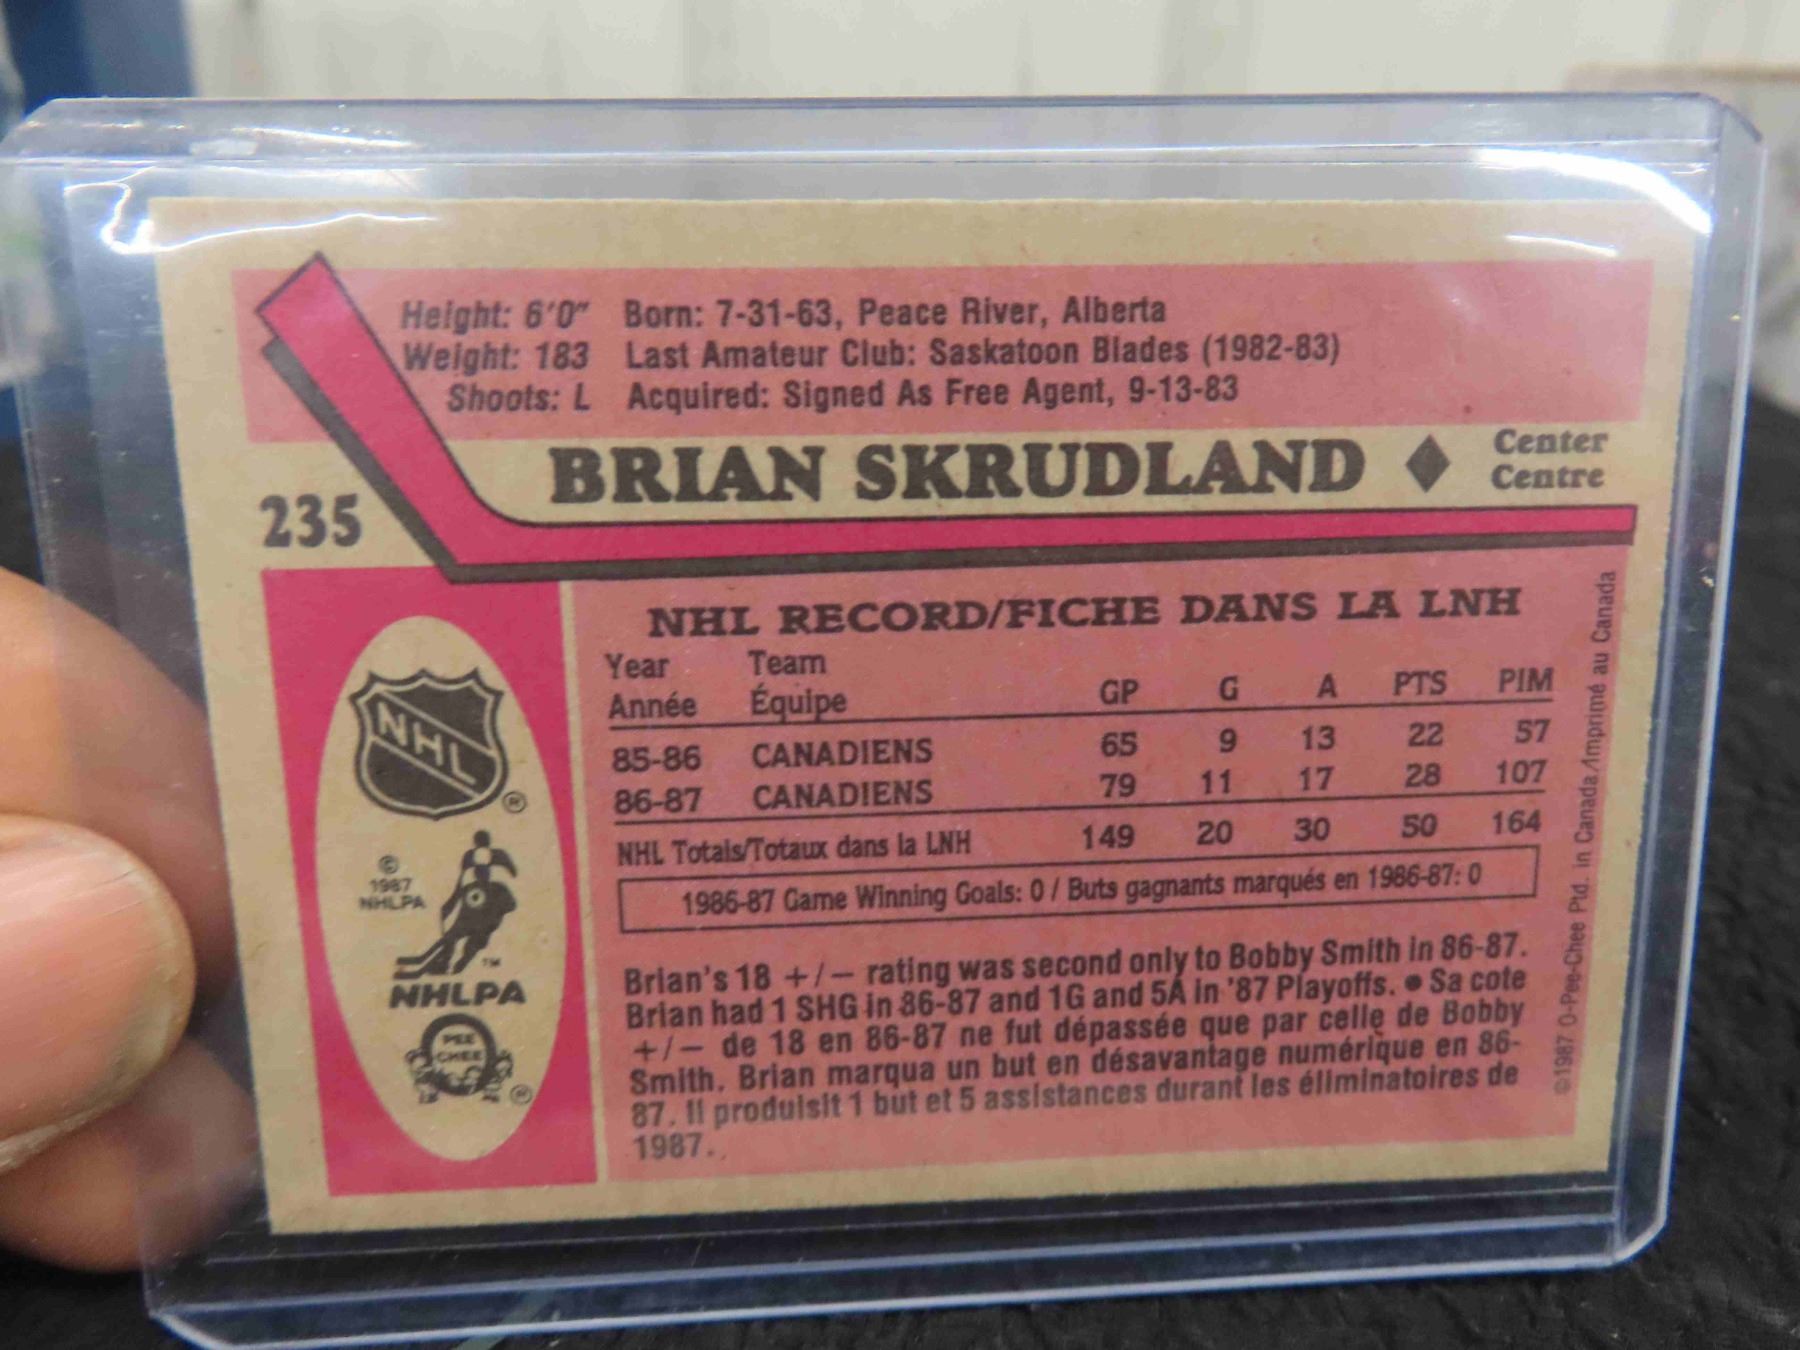 Height: 6'0" Born: 7-31-63, Peace River, Alberta
Weight: 183 Last Amateur Club: Saskatoon Blades (1982-83)
Shoots: L Acquired: Signed As Free Agent, 9-13-83
235 BRIAN SKRUDLAND ♦ Center
Centre
NHL RECORD/FICHE DANS LA LNH
Year Team
Année Équipe GP G A PTS PIM
85-86 CANADIENS 65 9 13 22 57
86-87 CANADIENS 79 11 17 28 107
NHL Totals/Totaux dans la LNH 149 20 30 50 164
1986-87 Game Winning Goals: 0 / Buts gagnants marqués en 1986-87: 0
Brian's 18 +/− rating was second only to Bobby Smith in 86-87.
Brian had 1 SHG in 86-87 and 1G and 5A in '87 Playoffs. ● Sa cote
+/− de 18 en 86-87 ne fut dépassée que par celle de Bobby
Smith. Brian marqua un but en désavantage numérique en 86-
87. Il produisit 1 but et 5 assistances durant les éliminatoires de
1987.
NHL
®
©
1987
NHLPA
™
NHLPA
PEE
CHEE
®
©1987 O-Pee-Chee Ptd. in Canada/Imprimé au Canada